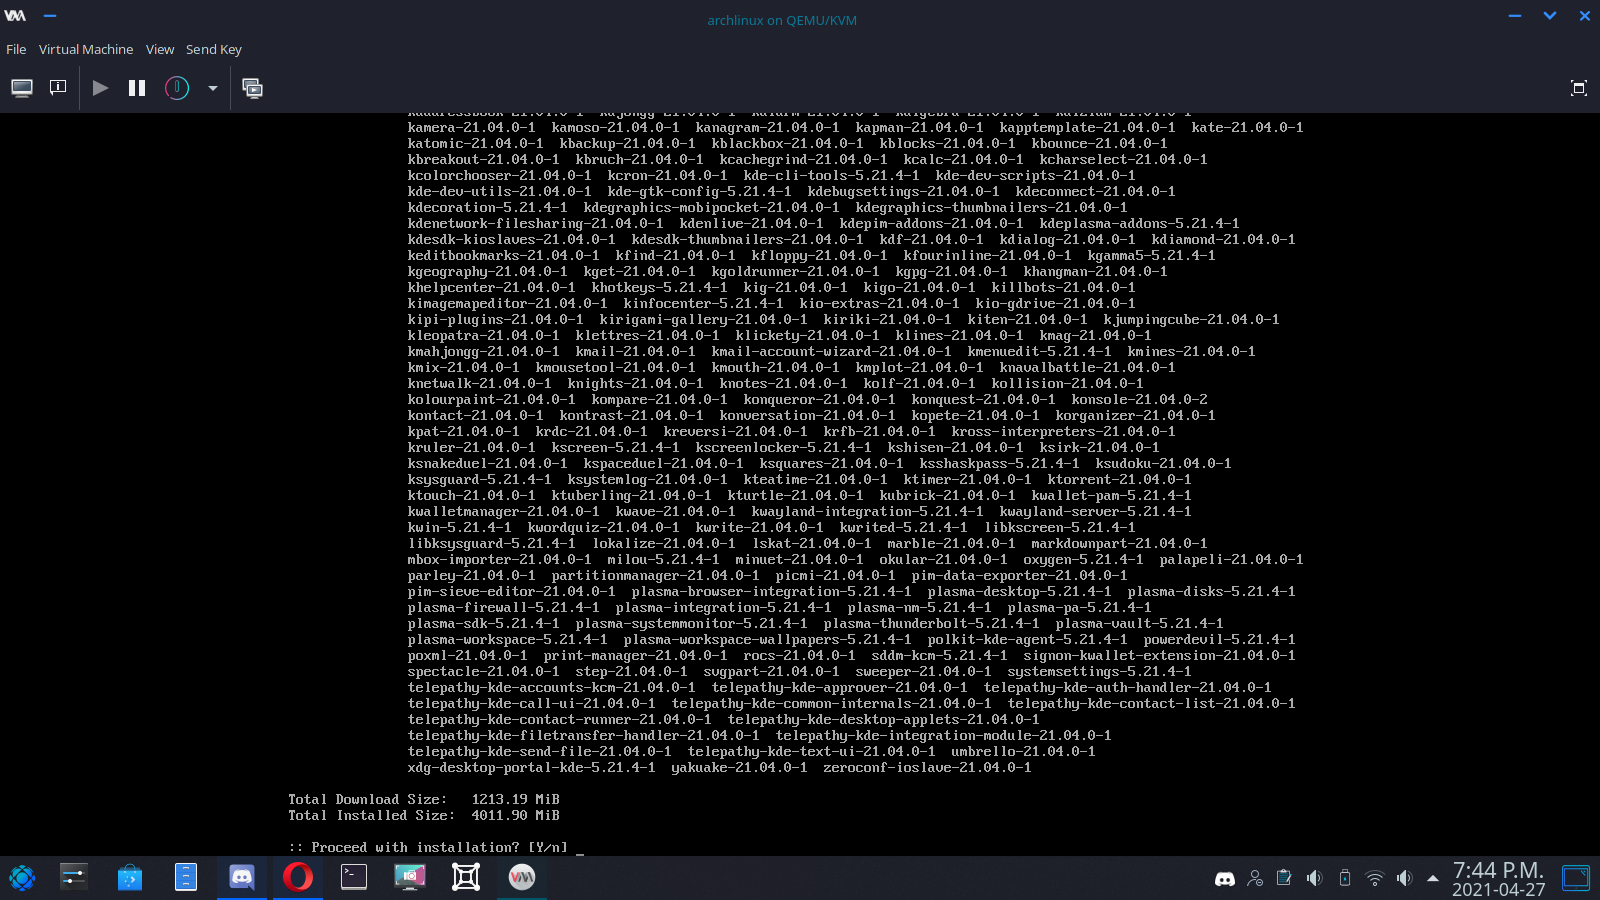 archlinux on QEMU/KVM
File Virtual Machine View Send Key
kamera-21.04.0-1 kamoso-21.04.0-1 kanagram-21.04.0-1 kapman-21.04.0-1 kapptemplate-21.04.0-1 kate-21.04.0-1
katomic-21.04.0-1 kbackup-21.04.0-1 kblackbox-21.04.0-1 kblocks-21.04.0-1 kbounce-21.04.0-1
kbreakout-21.04.0-1 kbruch-21.04.0-1 kcachegrind-21.04.0-1 kcalc-21.04.0-1 kcharselect-21.04.0-1
kcolorchooser-21.04.0-1 kcron-21.04.0-1 kde-cli-tools-5.21.4-1 kde-dev-scripts-21.04.0-1
kde-dev-utils-21.04.0-1 kde-gtk-config-5.21.4-1 kdebugsettings-21.04.0-1 kdeconnect-21.04.0-1
kdecoration-5.21.4-1 kdegraphics-mobipocket-21.04.0-1 kdegraphics-thumbnailers-21.04.0-1
kdenetwork-filesharing-21.04.0-1 kdenlive-21.04.0-1 kdepim-addons-21.04.0-1 kdeplasma-addons-5.21.4-1
kdesdk-kioslaves-21.04.0-1 kdesdk-thumbnailers-21.04.0-1 kdf-21.04.0-1 kdialog-21.04.0-1 kdiamond-21.04.0-1
keditbookmarks-21.04.0-1 kfind-21.04.0-1 kfloppy-21.04.0-1 kfourinline-21.04.0-1 kgamma5-5.21.4-1
kgeography-21.04.0-1 kget-21.04.0-1 kgoldrunner-21.04.0-1 kgpg-21.04.0-1 khangman-21.04.0-1
khelpcenter-21.04.0-1 khotkeys-5.21.4-1 kig-21.04.0-1 kigo-21.04.0-1 killbots-21.04.0-1
kimagemapeditor-21.04.0-1 kinfocenter-5.21.4-1 kio-extras-21.04.0-1 kio-gdrive-21.04.0-1
kipi-plugins-21.04.0-1 kirigami-gallery-21.04.0-1 kiriki-21.04.0-1 kiten-21.04.0-1 kjumpingcube-21.04.0-1
kleopatra-21.04.0-1 klettres-21.04.0-1 klickety-21.04.0-1 klines-21.04.0-1 kmag-21.04.0-1
kmahjongg-21.04.0-1 kmail-21.04.0-1 kmail-account-wizard-21.04.0-1 kmenuedit-5.21.4-1 kmines-21.04.0-1
kmix-21.04.0-1 kmousetool-21.04.0-1 kmouth-21.04.0-1 kmplot-21.04.0-1 knavalbattle-21.04.0-1
knetwalk-21.04.0-1 knights-21.04.0-1 knotes-21.04.0-1 kolf-21.04.0-1 kollision-21.04.0-1
kolourpaint-21.04.0-1 kompare-21.04.0-1 konqueror-21.04.0-1 konquest-21.04.0-1 konsole-21.04.0-2
kontact-21.04.0-1 kontrast-21.04.0-1 konversation-21.04.0-1 kopete-21.04.0-1 korganizer-21.04.0-1
kpat-21.04.0-1 krdc-21.04.0-1 kreversi-21.04.0-1 krfb-21.04.0-1 kross-interpreters-21.04.0-1
kruler-21.04.0-1 kscreen-5.21.4-1 kscreenlocker-5.21.4-1 kshisen-21.04.0-1 ksirk-21.04.0-1
ksnakeduel-21.04.0-1 kspaceduel-21.04.0-1 ksquares-21.04.0-1 ksshaskpass-5.21.4-1 ksudoku-21.04.0-1
ksysguard-5.21.4-1 ksystemlog-21.04.0-1 kteatime-21.04.0-1 ktimer-21.04.0-1 ktorrent-21.04.0-1
ktouch-21.04.0-1 ktuberling-21.04.0-1 kturtle-21.04.0-1 kubrick-21.04.0-1 kwallet-pam-5.21.4-1
kwalletmanager-21.04.0-1 kwave-21.04.0-1 kwayland-integration-5.21.4-1 kwayland-server-5.21.4-1
kwin-5.21.4-1 kwordquiz-21.04.0-1 kwrite-21.04.0-1 kwrited-5.21.4-1 libkscreen-5.21.4-1
libksysguard-5.21.4-1 lokalize-21.04.0-1 lskat-21.04.0-1 marble-21.04.0-1 markdownpart-21.04.0-1
mbox-importer-21.04.0-1 milou-5.21.4-1 minuet-21.04.0-1 okular-21.04.0-1 oxygen-5.21.4-1 palapeli-21.04.0-1
parley-21.04.0-1 partitionmanager-21.04.0-1 picmi-21.04.0-1 pim-data-exporter-21.04.0-1
pim-sieve-editor-21.04.0-1 plasma-browser-integration-5.21.4-1 plasma-desktop-5.21.4-1 plasma-disks-5.21.4-1
plasma-firewall-5.21.4-1 plasma-integration-5.21.4-1 plasma-nm-5.21.4-1 plasma-pa-5.21.4-1
plasma-sdk-5.21.4-1 plasma-systemmonitor-5.21.4-1 plasma-thunderbolt-5.21.4-1 plasma-vault-5.21.4-1
plasma-workspace-5.21.4-1 plasma-workspace-wallpapers-5.21.4-1 polkit-kde-agent-5.21.4-1 powerdevil-5.21.4-1
poxml-21.04.0-1 print-manager-21.04.0-1 rocs-21.04.0-1 sddm-kcm-5.21.4-1 signon-kwallet-extension-21.04.0-1
spectacle-21.04.0-1 step-21.04.0-1 svgpart-21.04.0-1 sweeper-21.04.0-1 systemsettings-5.21.4-1
telepathy-kde-accounts-kcm-21.04.0-1 telepathy-kde-approver-21.04.0-1 telepathy-kde-auth-handler-21.04.0-1
telepathy-kde-call-ui-21.04.0-1 telepathy-kde-common-internals-21.04.0-1 telepathy-kde-contact-list-21.04.0-1
telepathy-kde-contact-runner-21.04.0-1 telepathy-kde-desktop-applets-21.04.0-1
telepathy-kde-filetransfer-handler-21.04.0-1 telepathy-kde-integration-module-21.04.0-1
telepathy-kde-send-file-21.04.0-1 telepathy-kde-text-ui-21.04.0-1 umbrello-21.04.0-1
xdg-desktop-portal-kde-5.21.4-1 yakuake-21.04.0-1 zeroconf-ioslave-21.04.0-1
Total Download Size: 1213.19 MiB
Total Installed Size: 4011.90 MiB
:: Proceed with installation? [Y/n] _
7:44 P.M.
2021-04-27